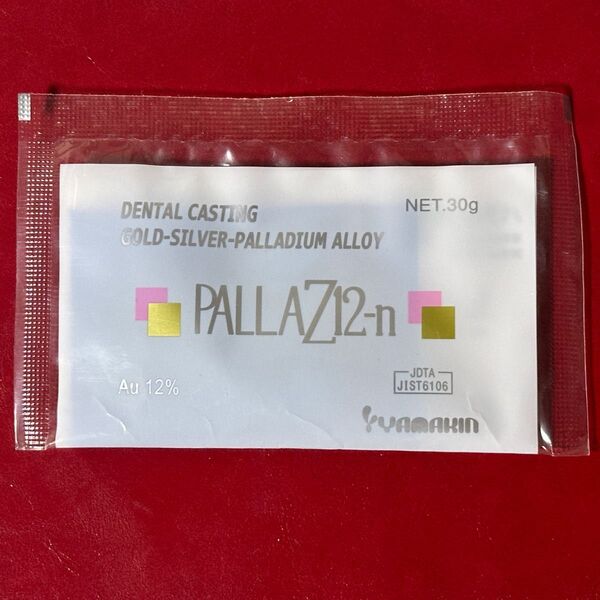 DENTAL CASTING
GOLD-SILVER-PALLADIUM ALLOY
NET.30g
PALLAZ12-n
Au 12%
JDTA
JIST6106
YAMAKIN